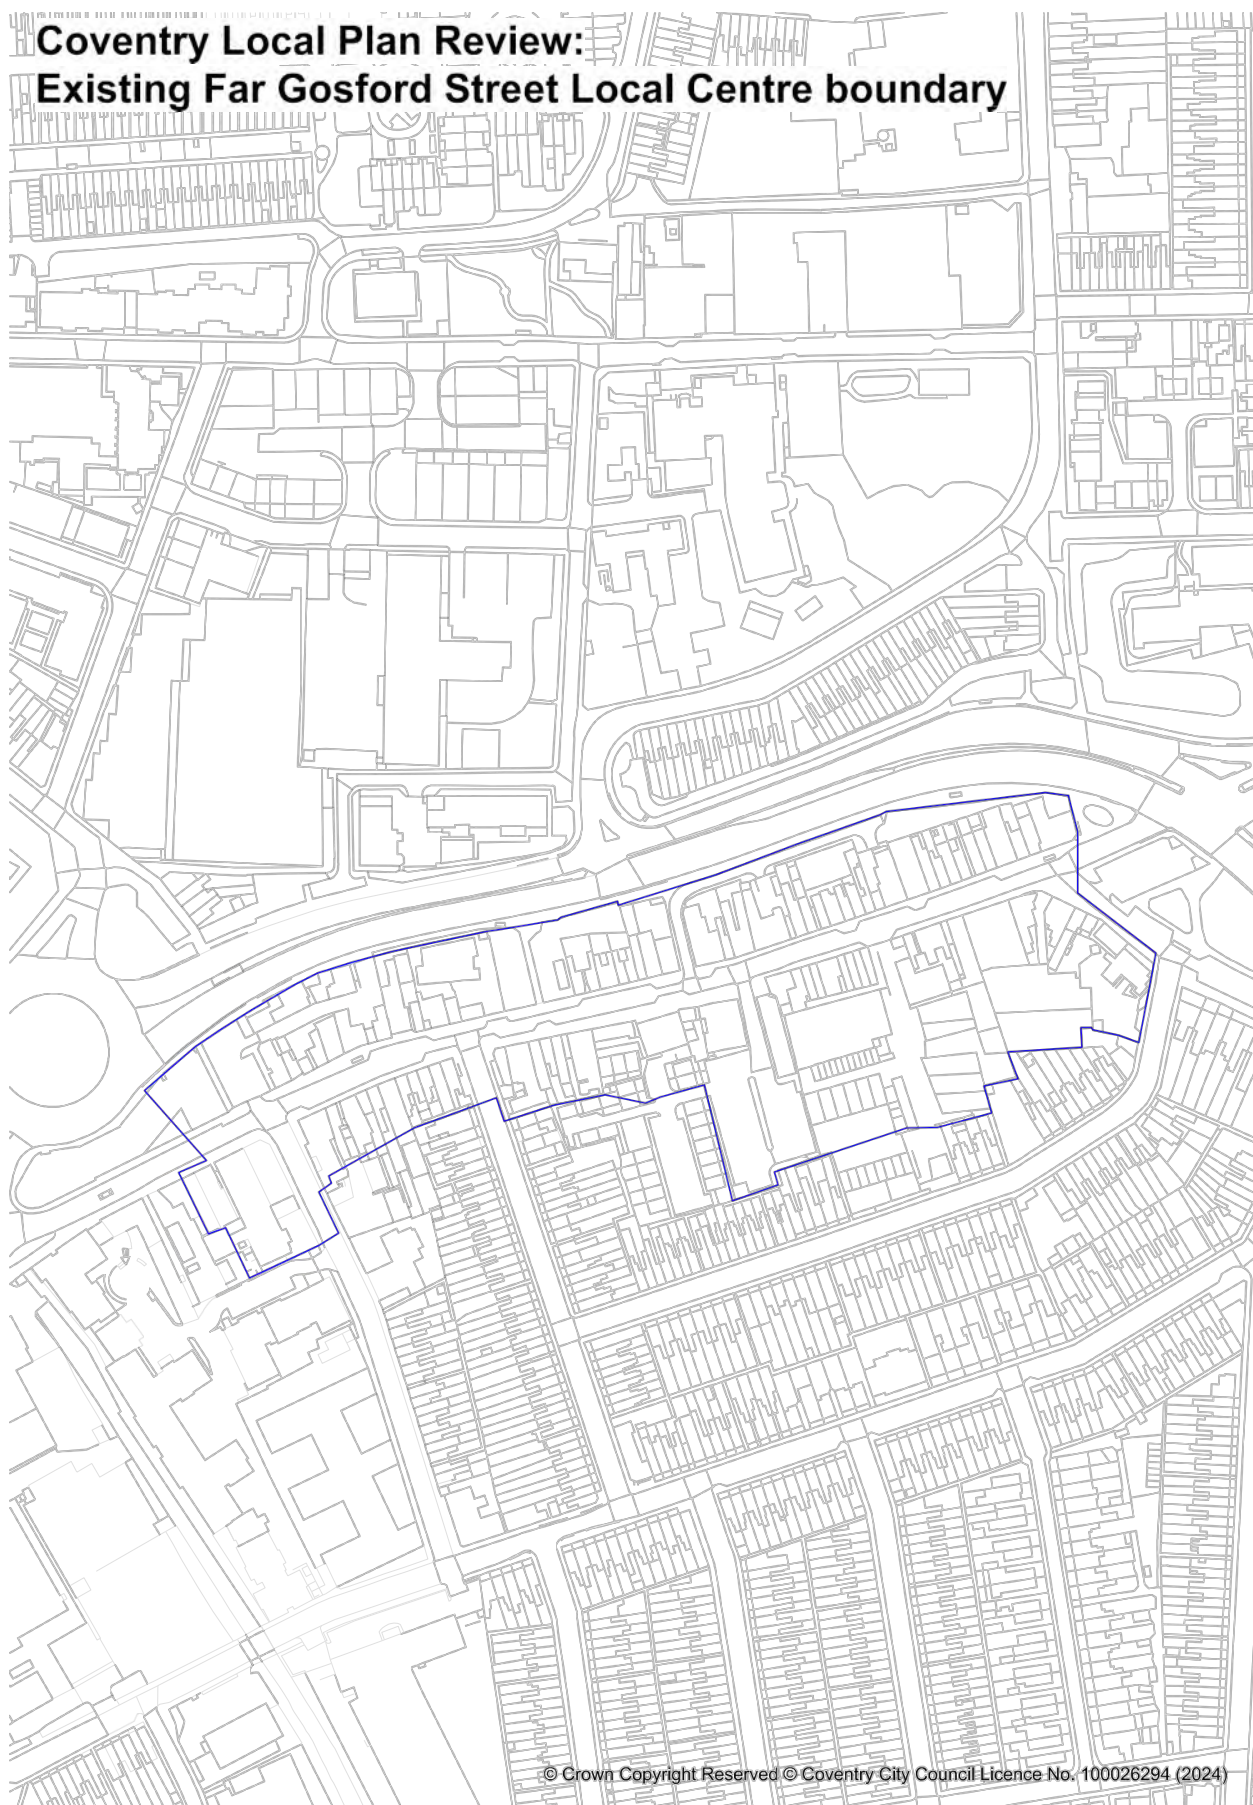 Coventry Local Plan Review:
Existing Far Gosford Street Local Centre boundary
© Crown Copyright Reserved © Coventry City Council Licence No. 100026294 (2024)